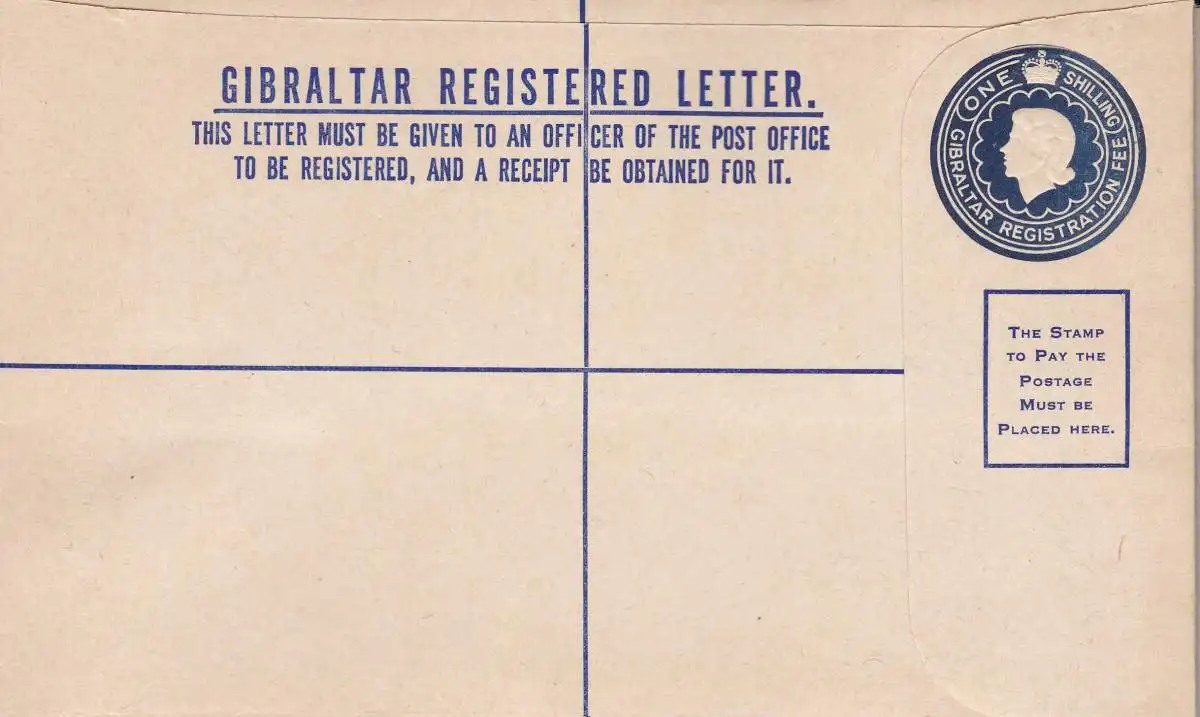 GIBRALTAR REGISTERED LETTER.
THIS LETTER MUST BE GIVEN TO AN OFFICER OF THE POST OFFICE
TO BE REGISTERED, AND A RECEIPT BE OBTAINED FOR IT.
ONE SHILLING
GIBRALTAR REGISTRATION FEE
THE STAMP
TO PAY THE
POSTAGE
MUST BE
PLACED HERE.